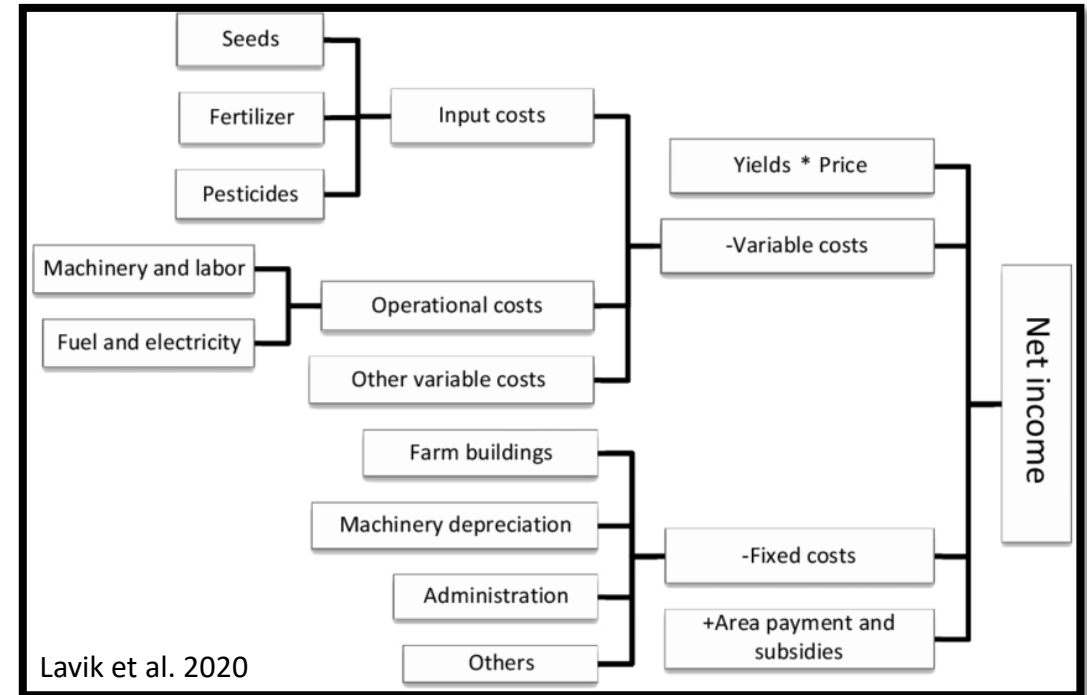 Seeds
Fertilizer
Pesticides
Input costs
Machinery and labor
Fuel and electricity
Operational costs
Other variable costs
Farm buildings
Machinery depreciation
Administration
Others
Yields * Price
-Variable costs
-Fixed costs
+Area payment and
subsidies
Net income
Lavik et al. 2020